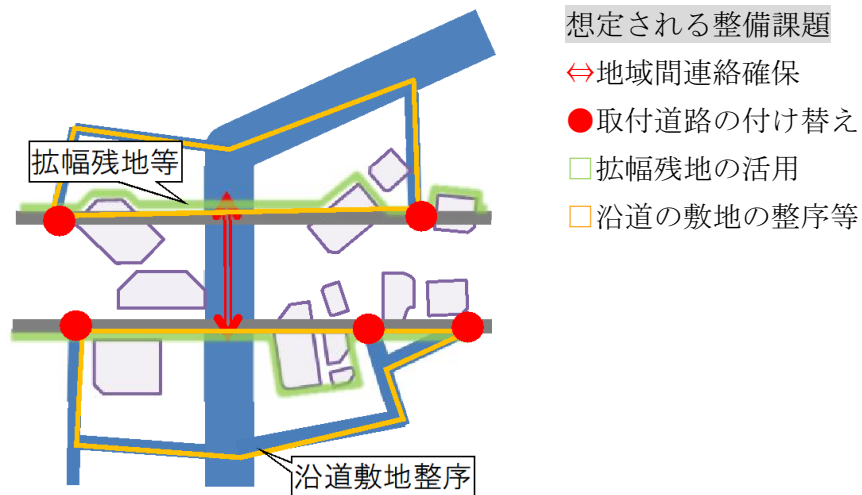 想定される整備課題
⇔地域間連絡確保
●取付道路の付け替え
□拡幅残地の活用
□沿道の敷地の整序等
拡幅残地等
沿道敷地整序